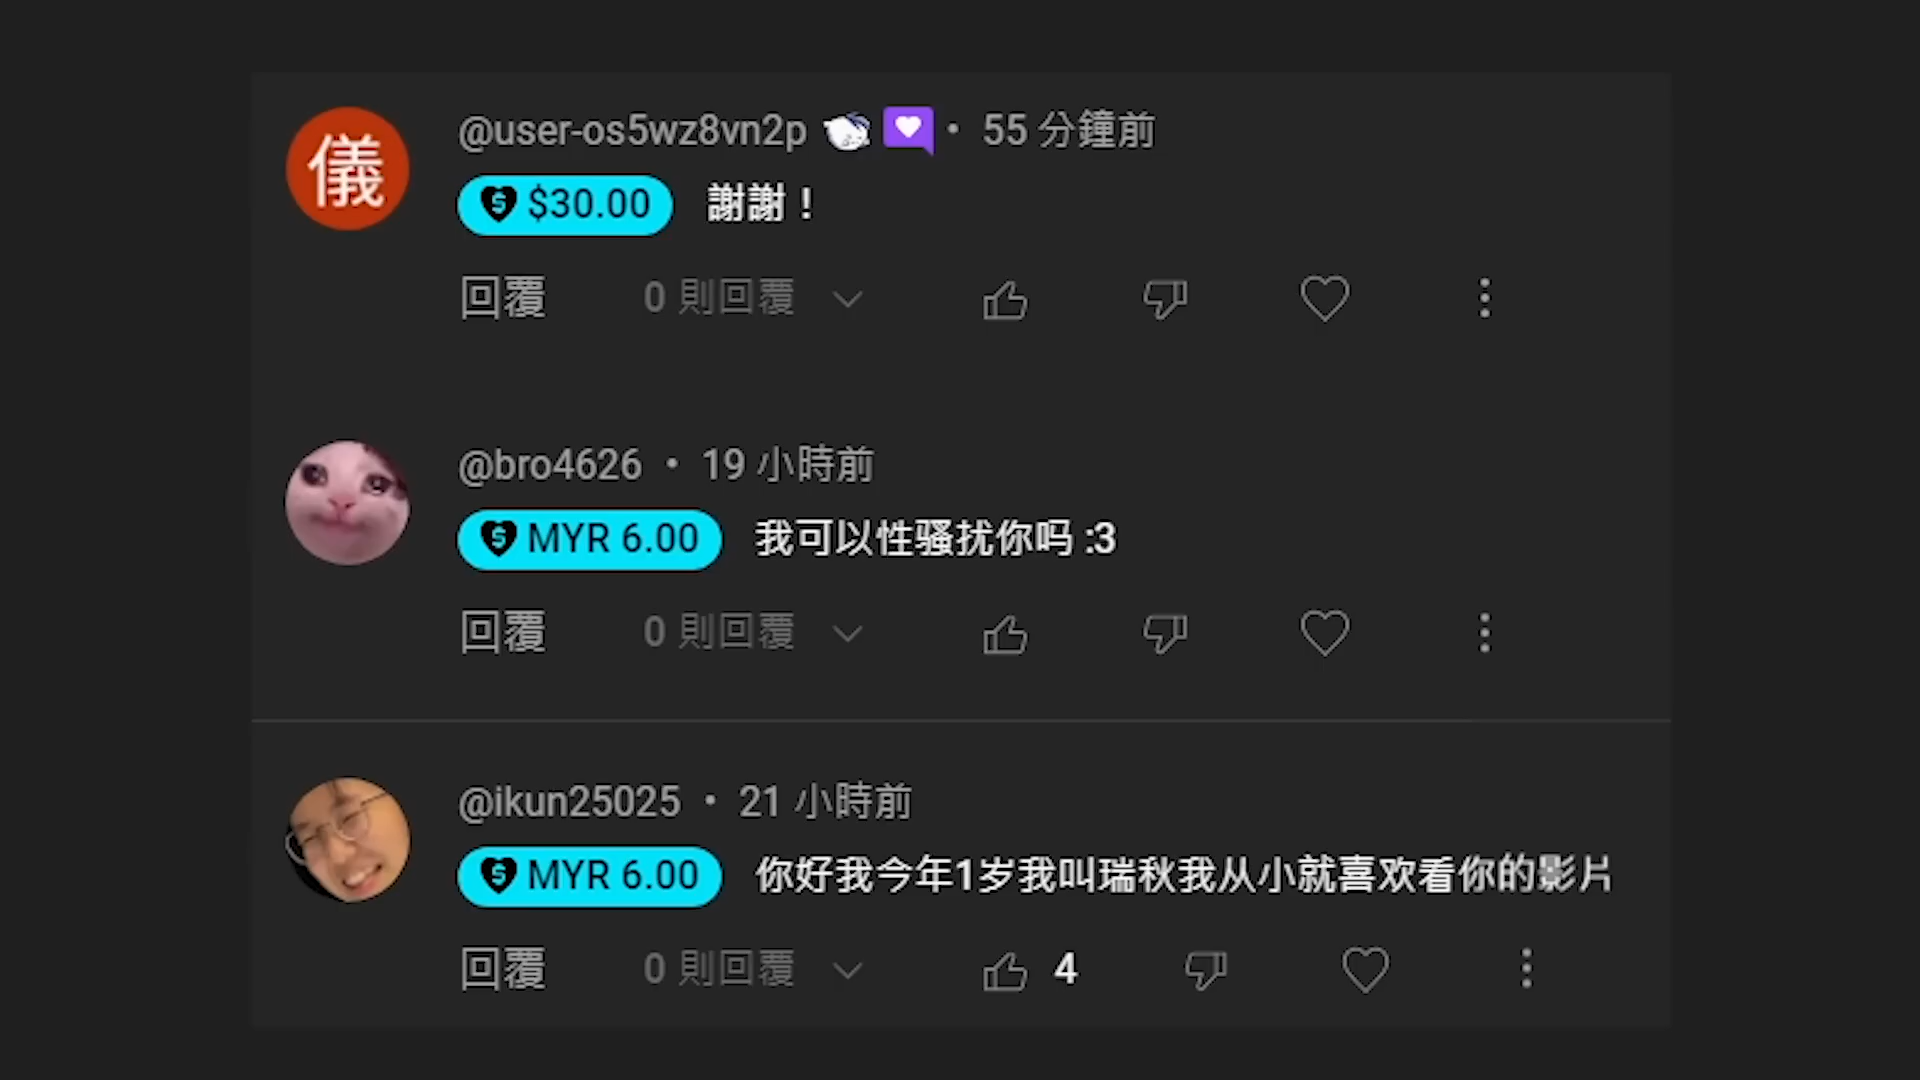 儀
@user-os5wz8vn2p • 55 分鐘前
$30.00 謝謝！
回覆 0 則回覆
@bro4626 • 19 小時前
MYR 6.00 我可以性骚扰你吗 :3
回覆 0 則回覆
@ikun25025 • 21 小時前
MYR 6.00 你好我今年1岁我叫瑞秋我从小就喜欢看你的影片
回覆 0 則回覆 4